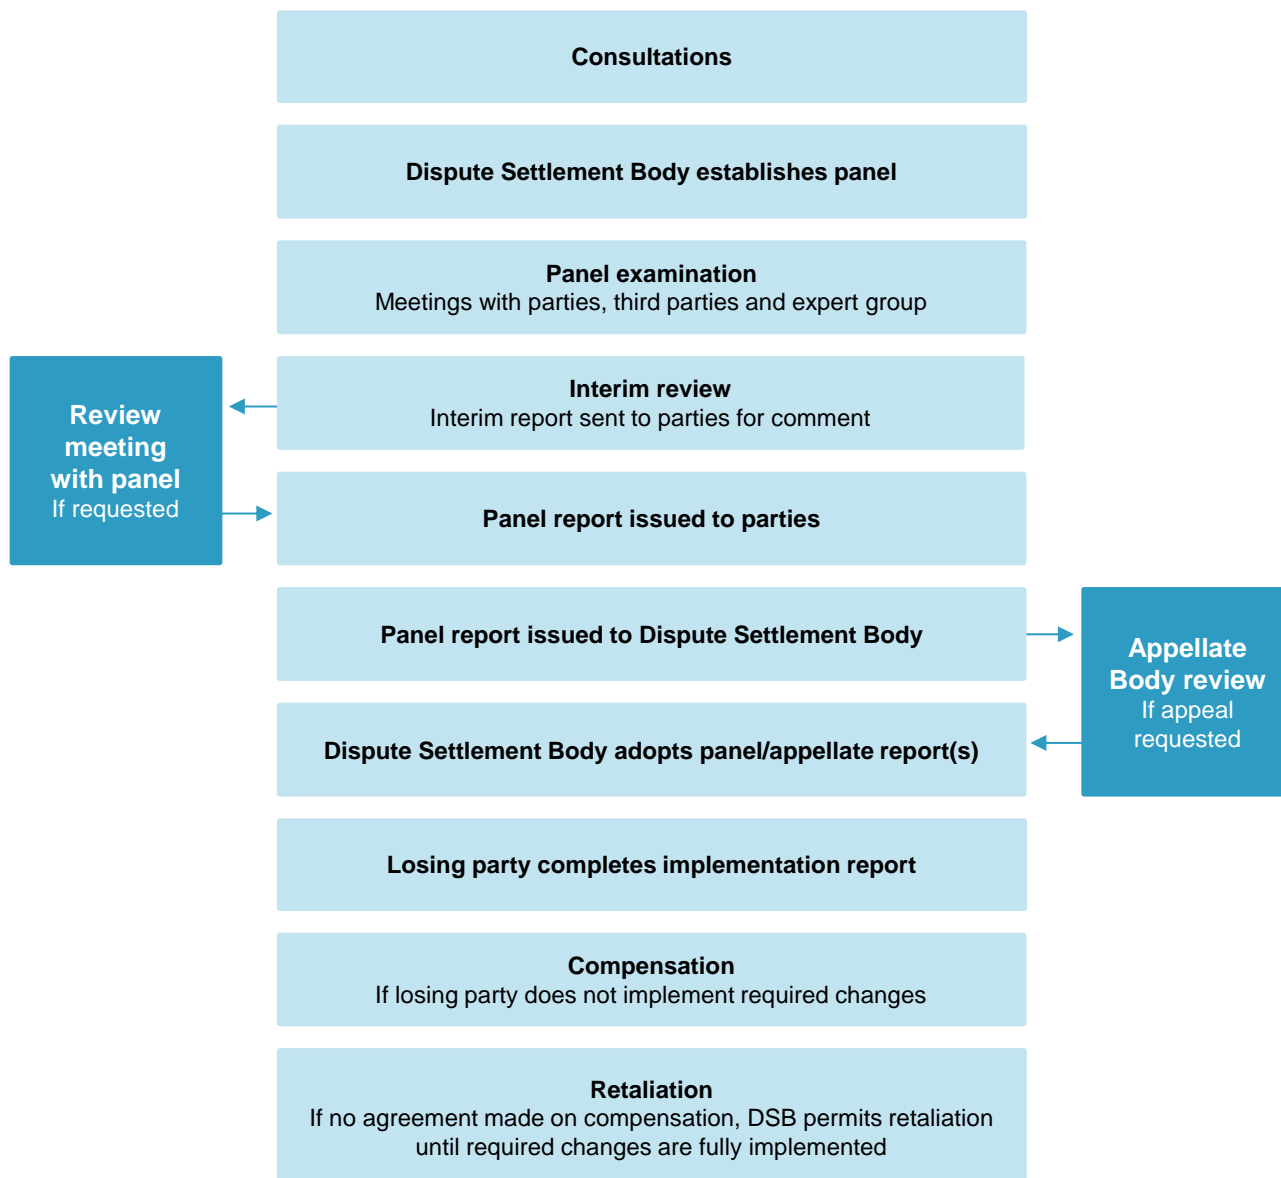 Consultations
Dispute Settlement Body establishes panel
Panel examination
Meetings with parties, third parties and expert group
Interim review
Interim report sent to parties for comment
Review
meeting
with panel
If requested
Panel report issued to parties
Panel report issued to Dispute Settlement Body
Appellate
Body review
If appeal
requested
Dispute Settlement Body adopts panel/appellate report(s)
Losing party completes implementation report
Compensation
If losing party does not implement required changes
Retaliation
If no agreement made on compensation, DSB permits retaliation
until required changes are fully implemented